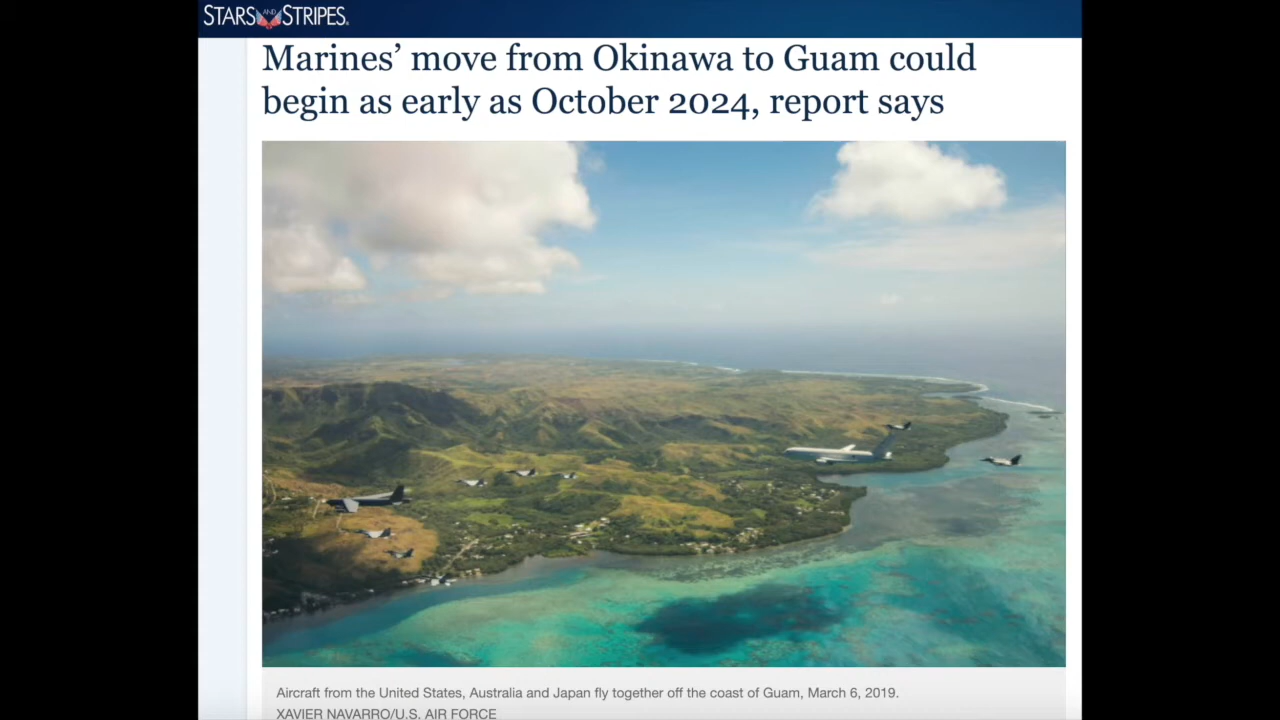 STARS AND STRIPES.
Marines’ move from Okinawa to Guam could
begin as early as October 2024, report says
Aircraft from the United States, Australia and Japan fly together off the coast of Guam, March 6, 2019.
XAVIER NAVARRO/U.S. AIR FORCE